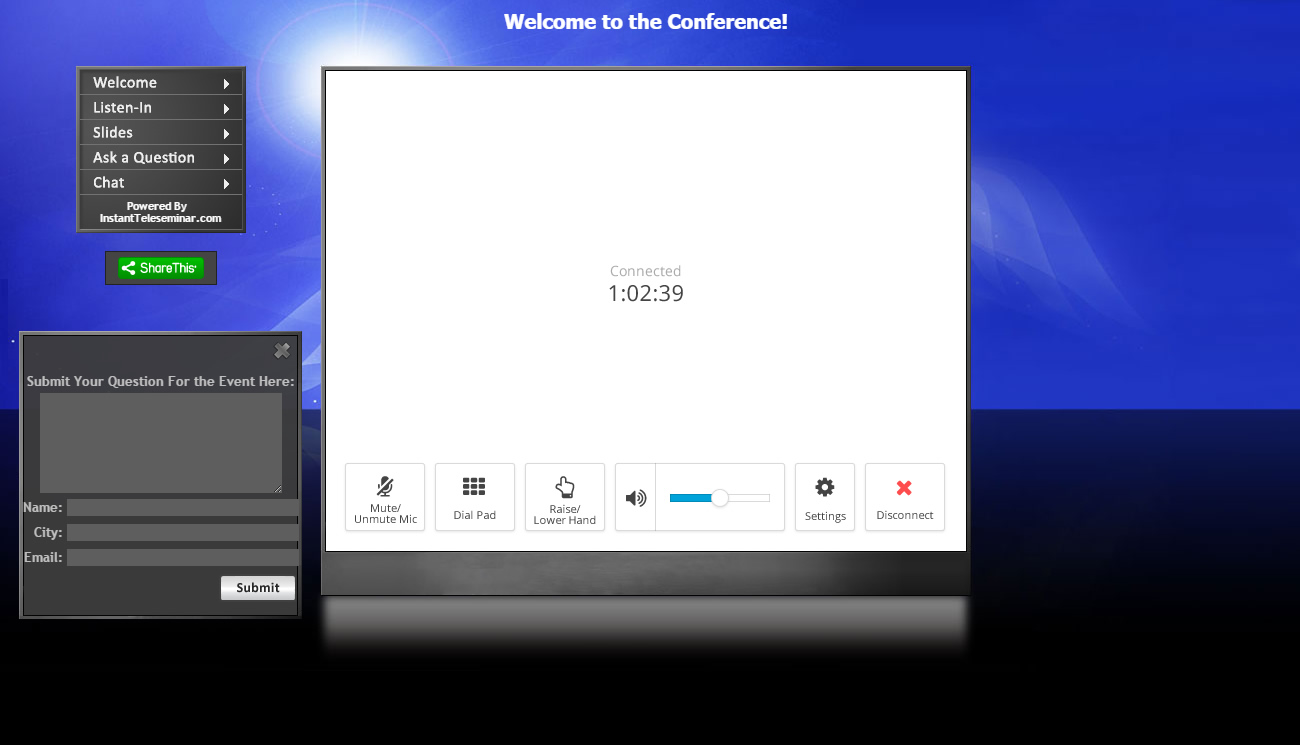 Welcome to the Conference!
Welcome
Listen-In
Slides
Ask a Question
Chat
Powered By
InstantTeleseminar.com
ShareThis
Submit Your Question For the Event Here:
Name:
City:
Email:
Submit
Connected
1:02:39
Mute/
Unmute Mic
Dial Pad
Raise/
Lower Hand
Settings
Disconnect